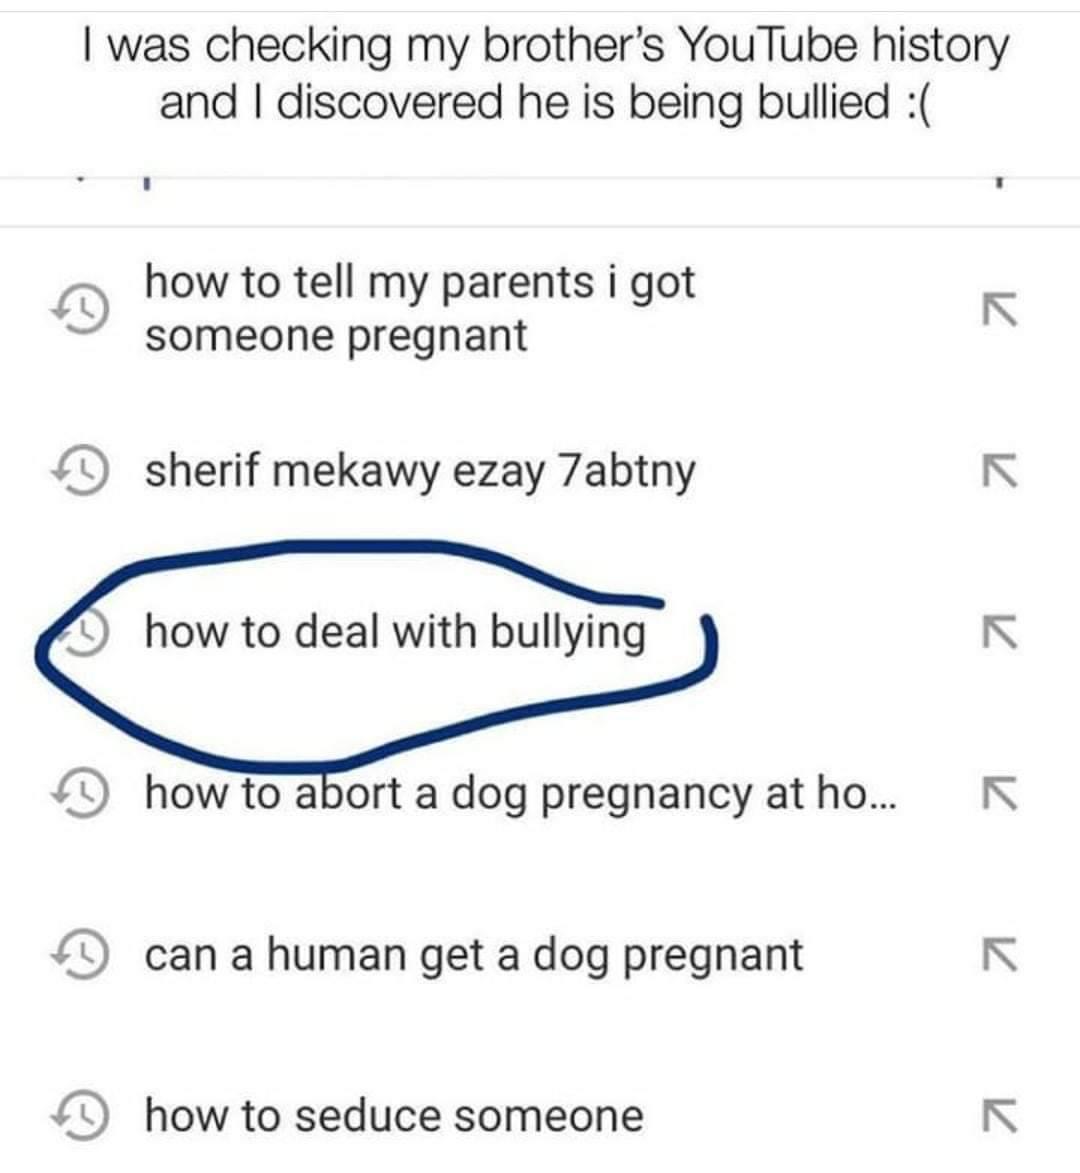 I was checking my brother's YouTube history
and I discovered he is being bullied :(
how to tell my parents i got
someone pregnant
sherif mekawy ezay 7abtny
how to deal with bullying
how to abort a dog pregnancy at ho...
can a human get a dog pregnant
how to seduce someone